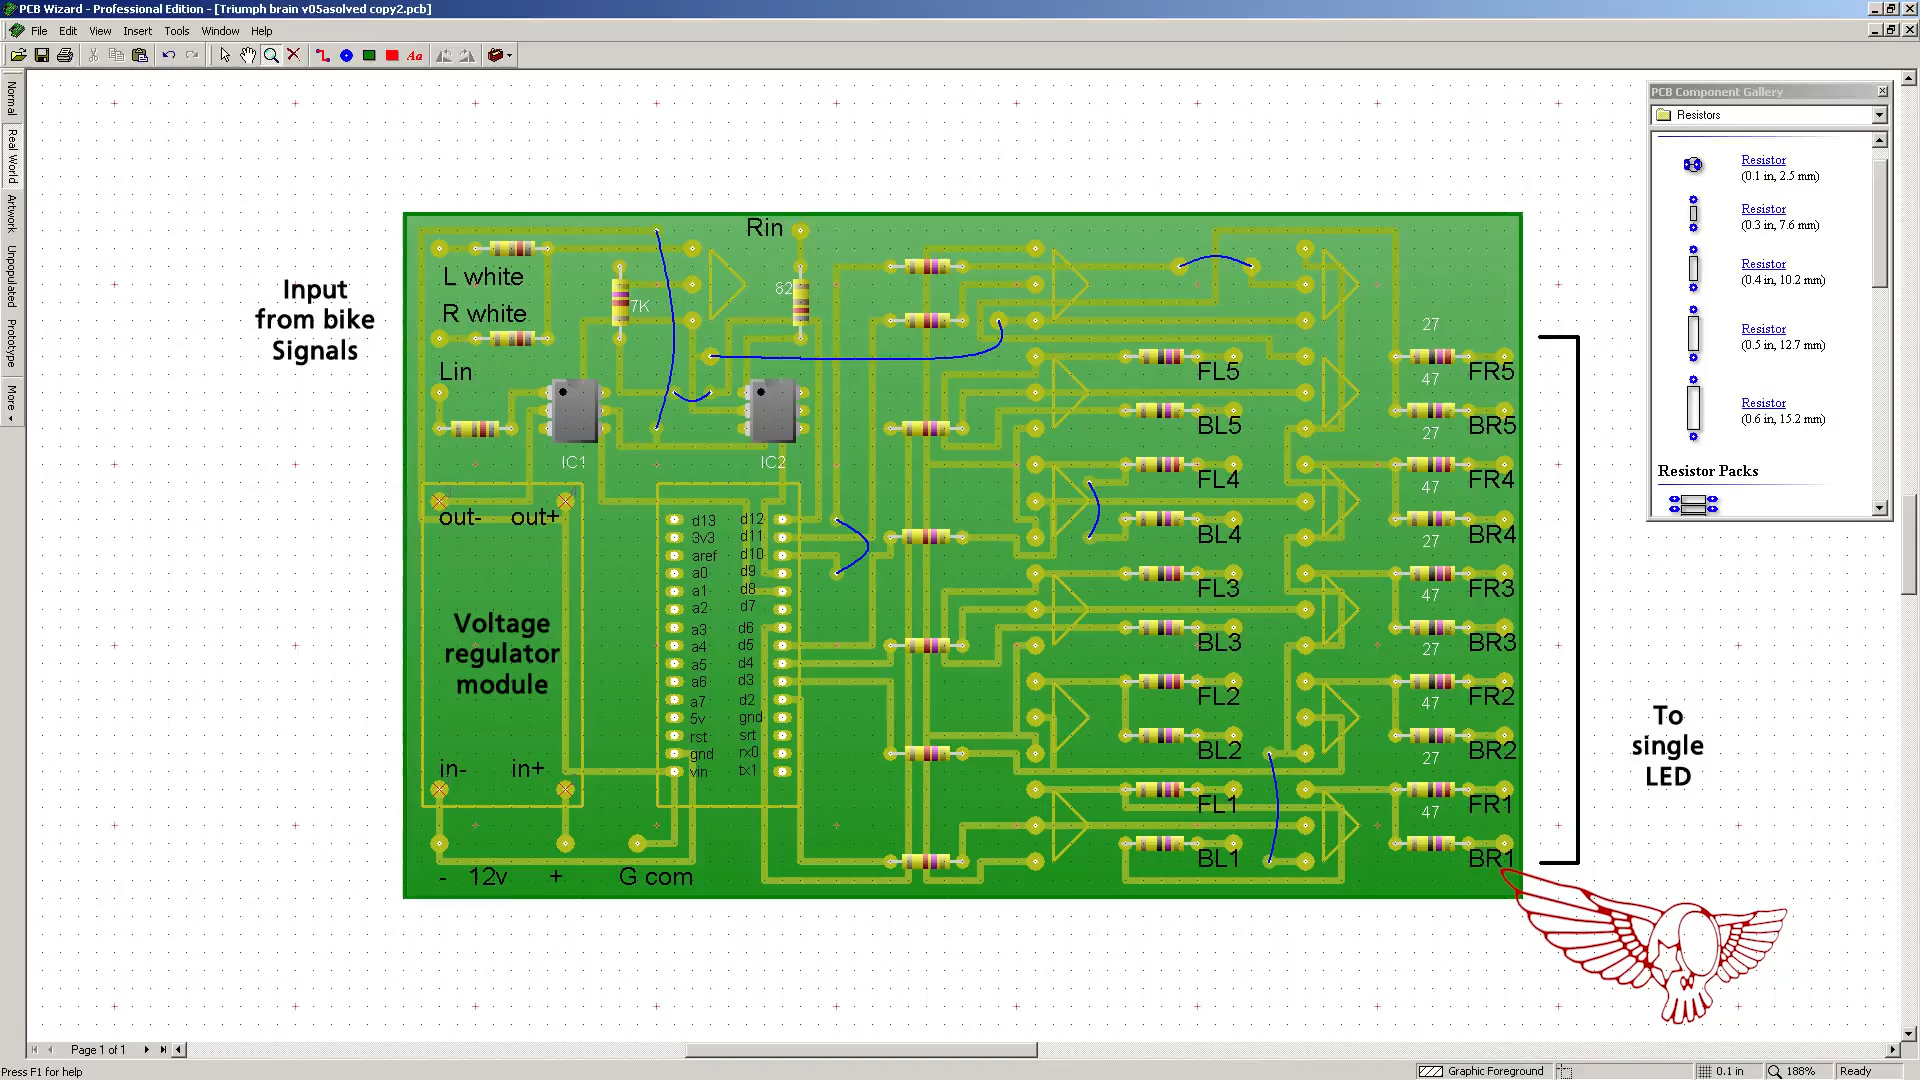 PCB Wizard - Professional Edition - [Triumph brain v05asolved copy2.pcb]
File Edit View Insert Tools Window Help
Aa
Normal
Real World
Artwork
Unpopulated
Prototype
More
PCB Component Gallery
Resistors
Resistor
(0.1 in, 2.5 mm)
Resistor
(0.3 in, 7.6 mm)
Resistor
(0.4 in, 10.2 mm)
Resistor
(0.5 in, 12.7 mm)
Resistor
(0.6 in, 15.2 mm)
Resistor Packs
Input
from bike
Signals
Rin
L white
R white
Lin
7K
82
IC1
IC2
out-
out+
Voltage
regulator
module
in-
in+
- 12v +
G com
d13 d12
3v3 d11
aref d10
a0 d9
a1 d8
a2 d7
a3 d6
a4 d5
a5 d4
a6 d3
a7 d2
5v gnd
rst srt
gnd rx0
vin tx1
FL5
BL5
FL4
BL4
FL3
BL3
FL2
BL2
FL1
BL1
27
FR5
47
BR5
27
FR4
47
BR4
27
FR3
47
BR3
27
FR2
47
BR2
27
FR1
47
BR1
To
single
LED
Page 1 of 1
Press F1 for help
Graphic Foreground
0.1 in
188%
Ready